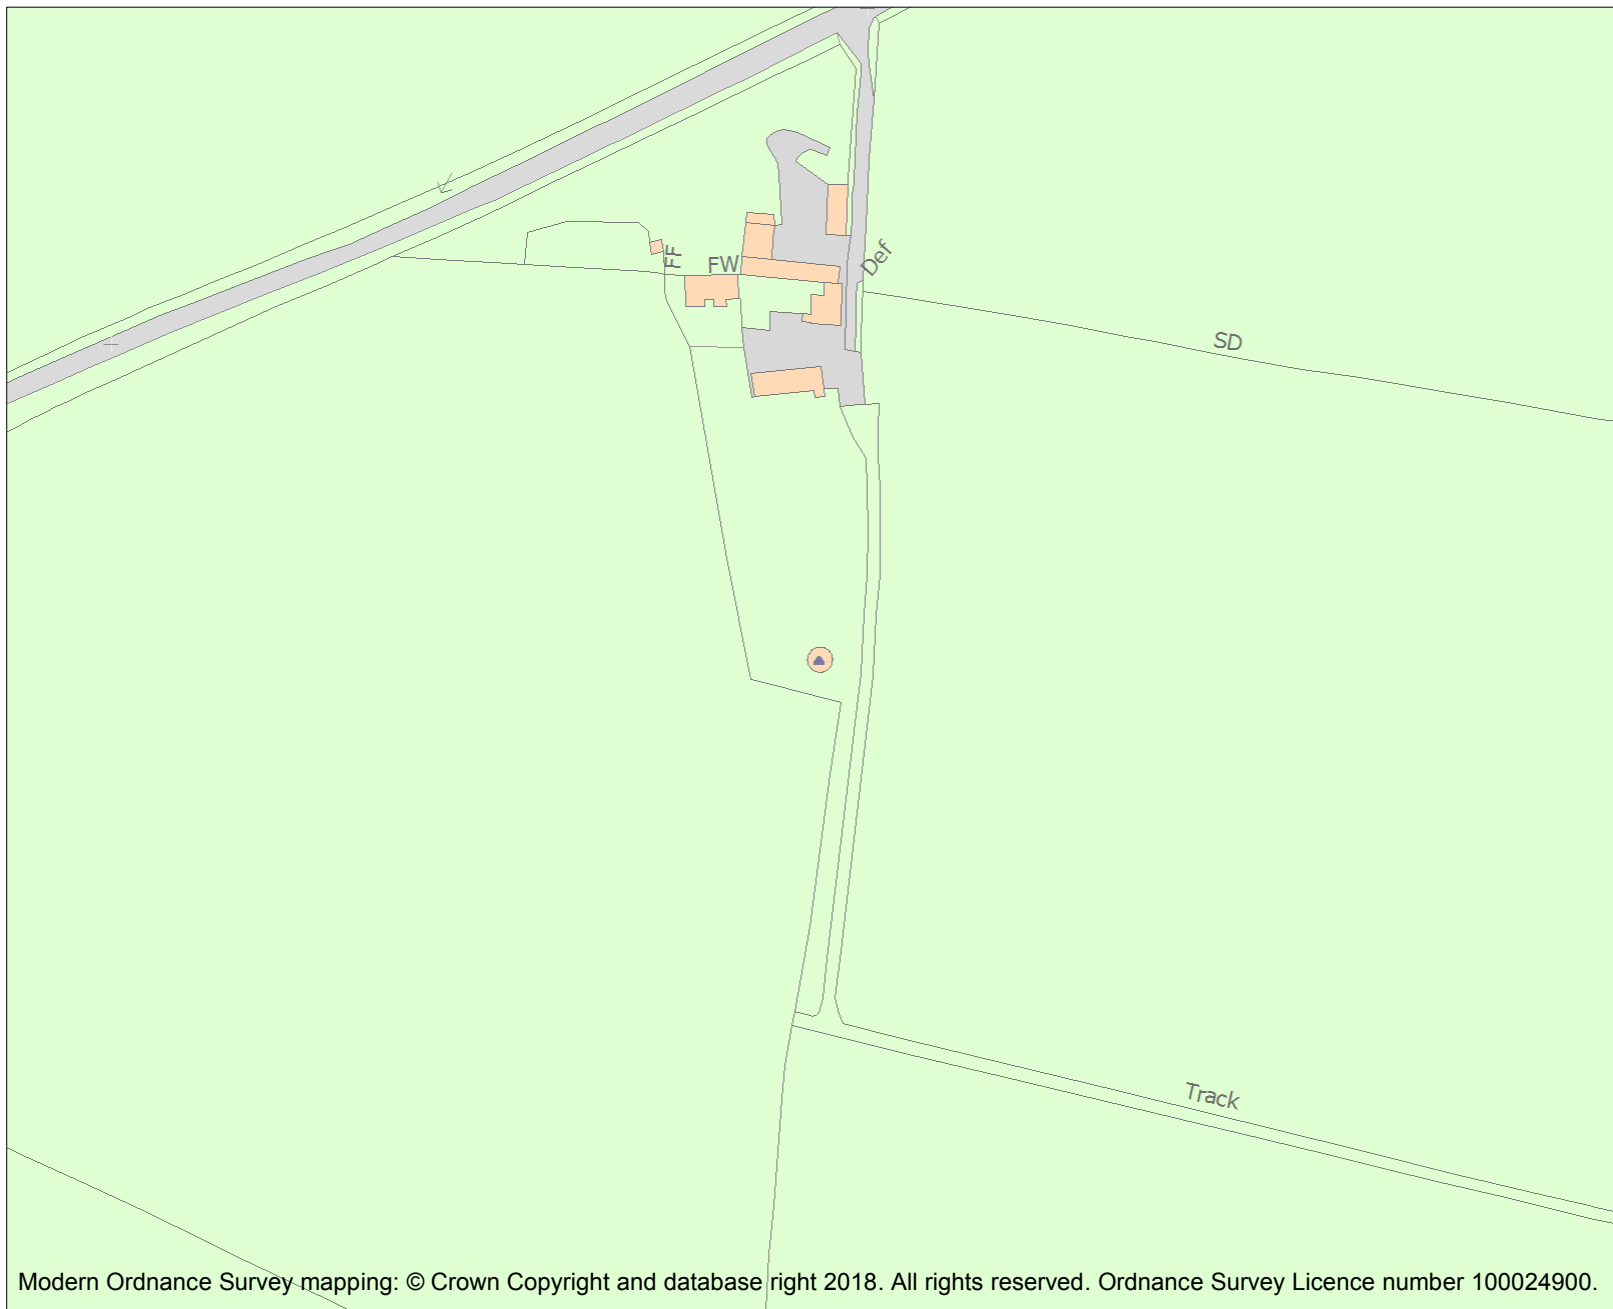 FF
FW
Def
SD
Track
Modern Ordnance Survey mapping: © Crown Copyright and database right 2018. All rights reserved. Ordnance Survey Licence number 100024900.